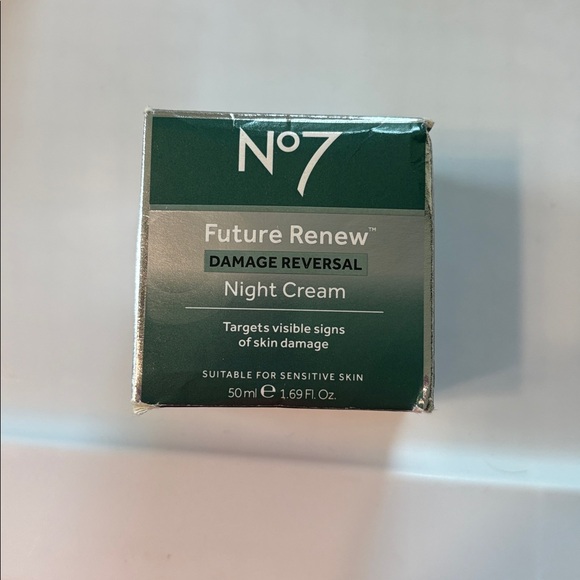 Nº7
Future Renew™
DAMAGE REVERSAL
Night Cream
Targets visible signs
of skin damage
SUITABLE FOR SENSITIVE SKIN
50ml ℮ 1.69 Fl. Oz.